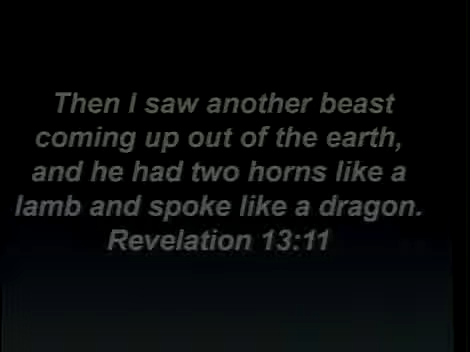 Then I saw another beast
coming up out of the earth,
and he had two horns like a
lamb and spoke like a dragon.
Revelation 13:11